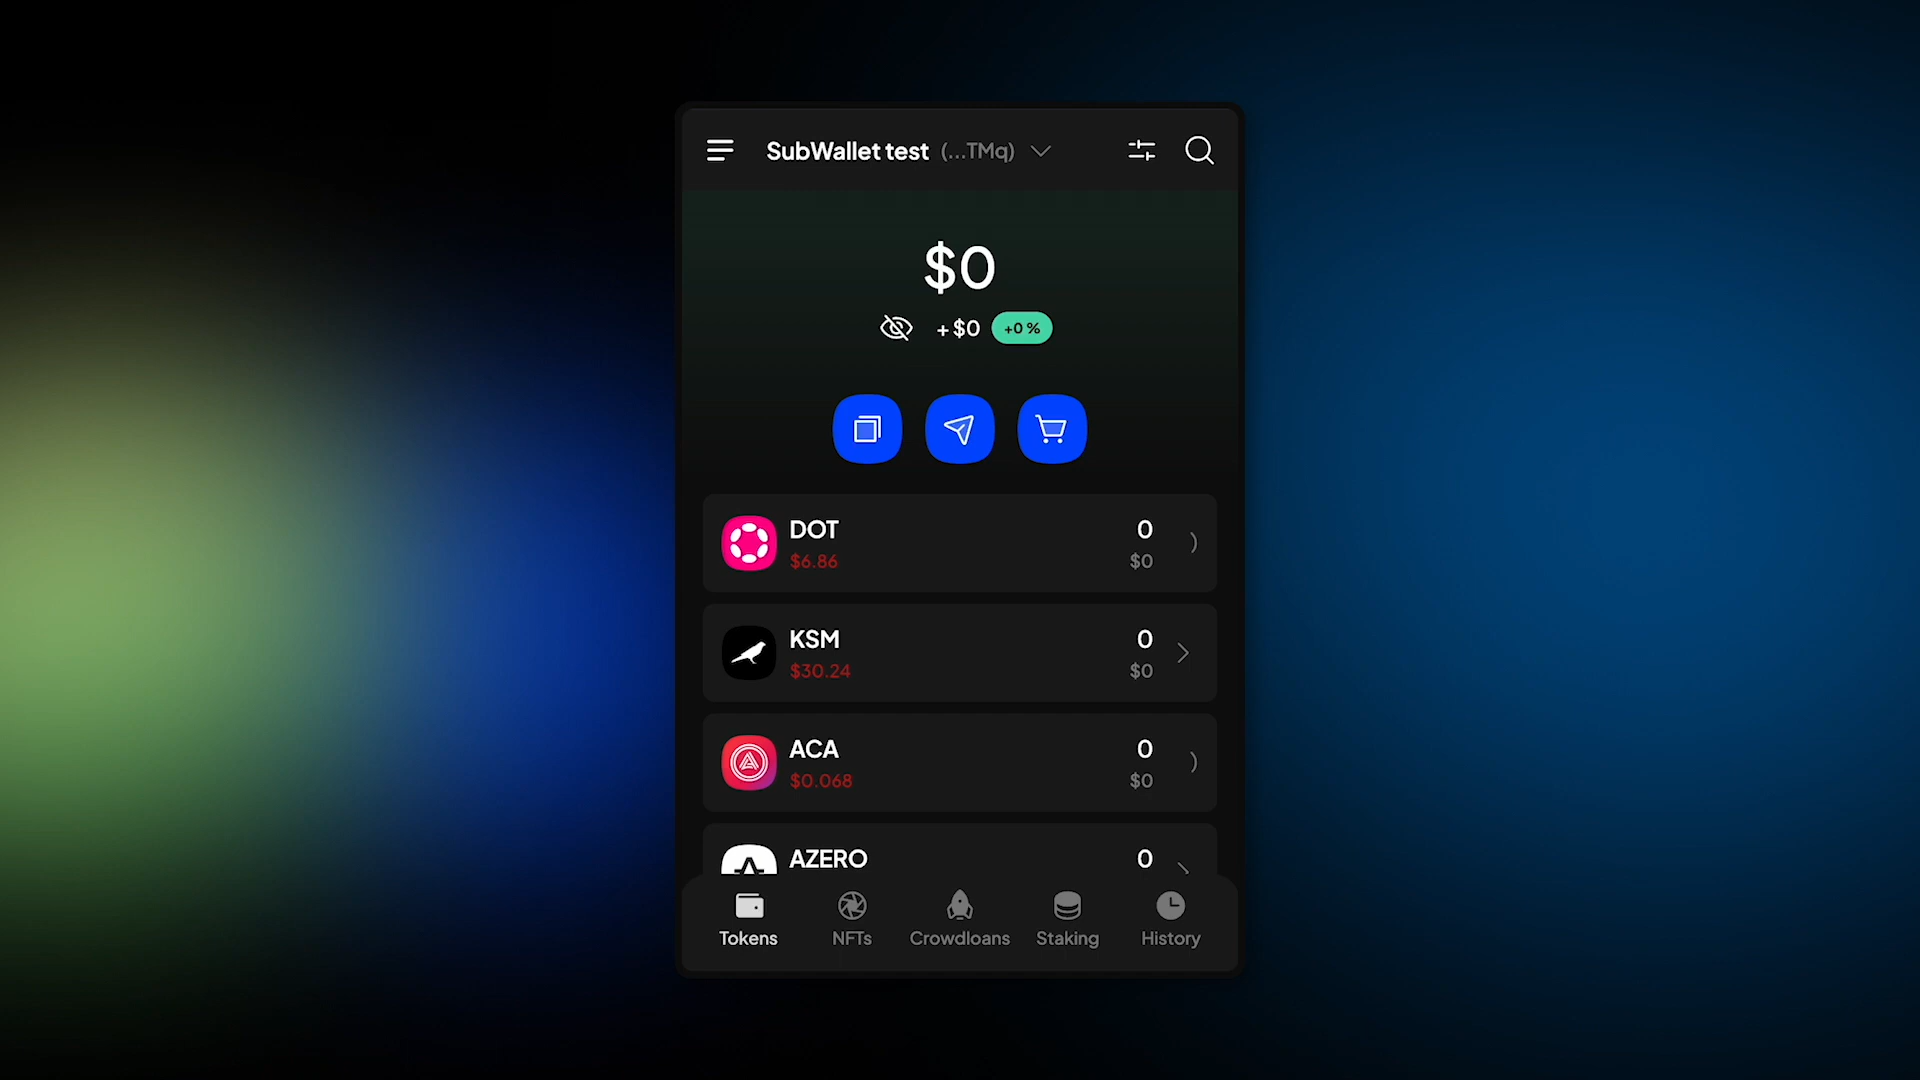 SubWallet test (...TMq)
$0
+ $0 +0 %
DOT 0
$6.86 $0
KSM 0
$30.24 $0
ACA 0
$0.068 $0
AZERO 0
Tokens NFTs Crowdloans Staking History